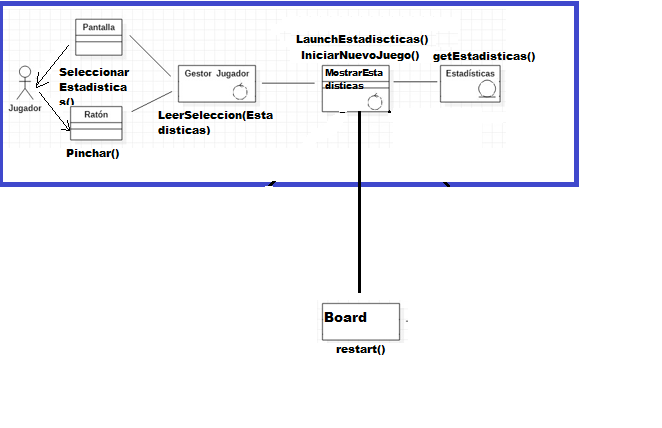 Pantalla
LaunchEstadiscticas()
IniciarNuevoJuego()
getEstadisticas()
Seleccionar
Estadistica
s()
Gestor Jugador
MostrarEsta
disticas
Estadísticas
Jugador
Ratón
LeerSeleccion(Esta
disticas)
Pinchar()
Board
restart()